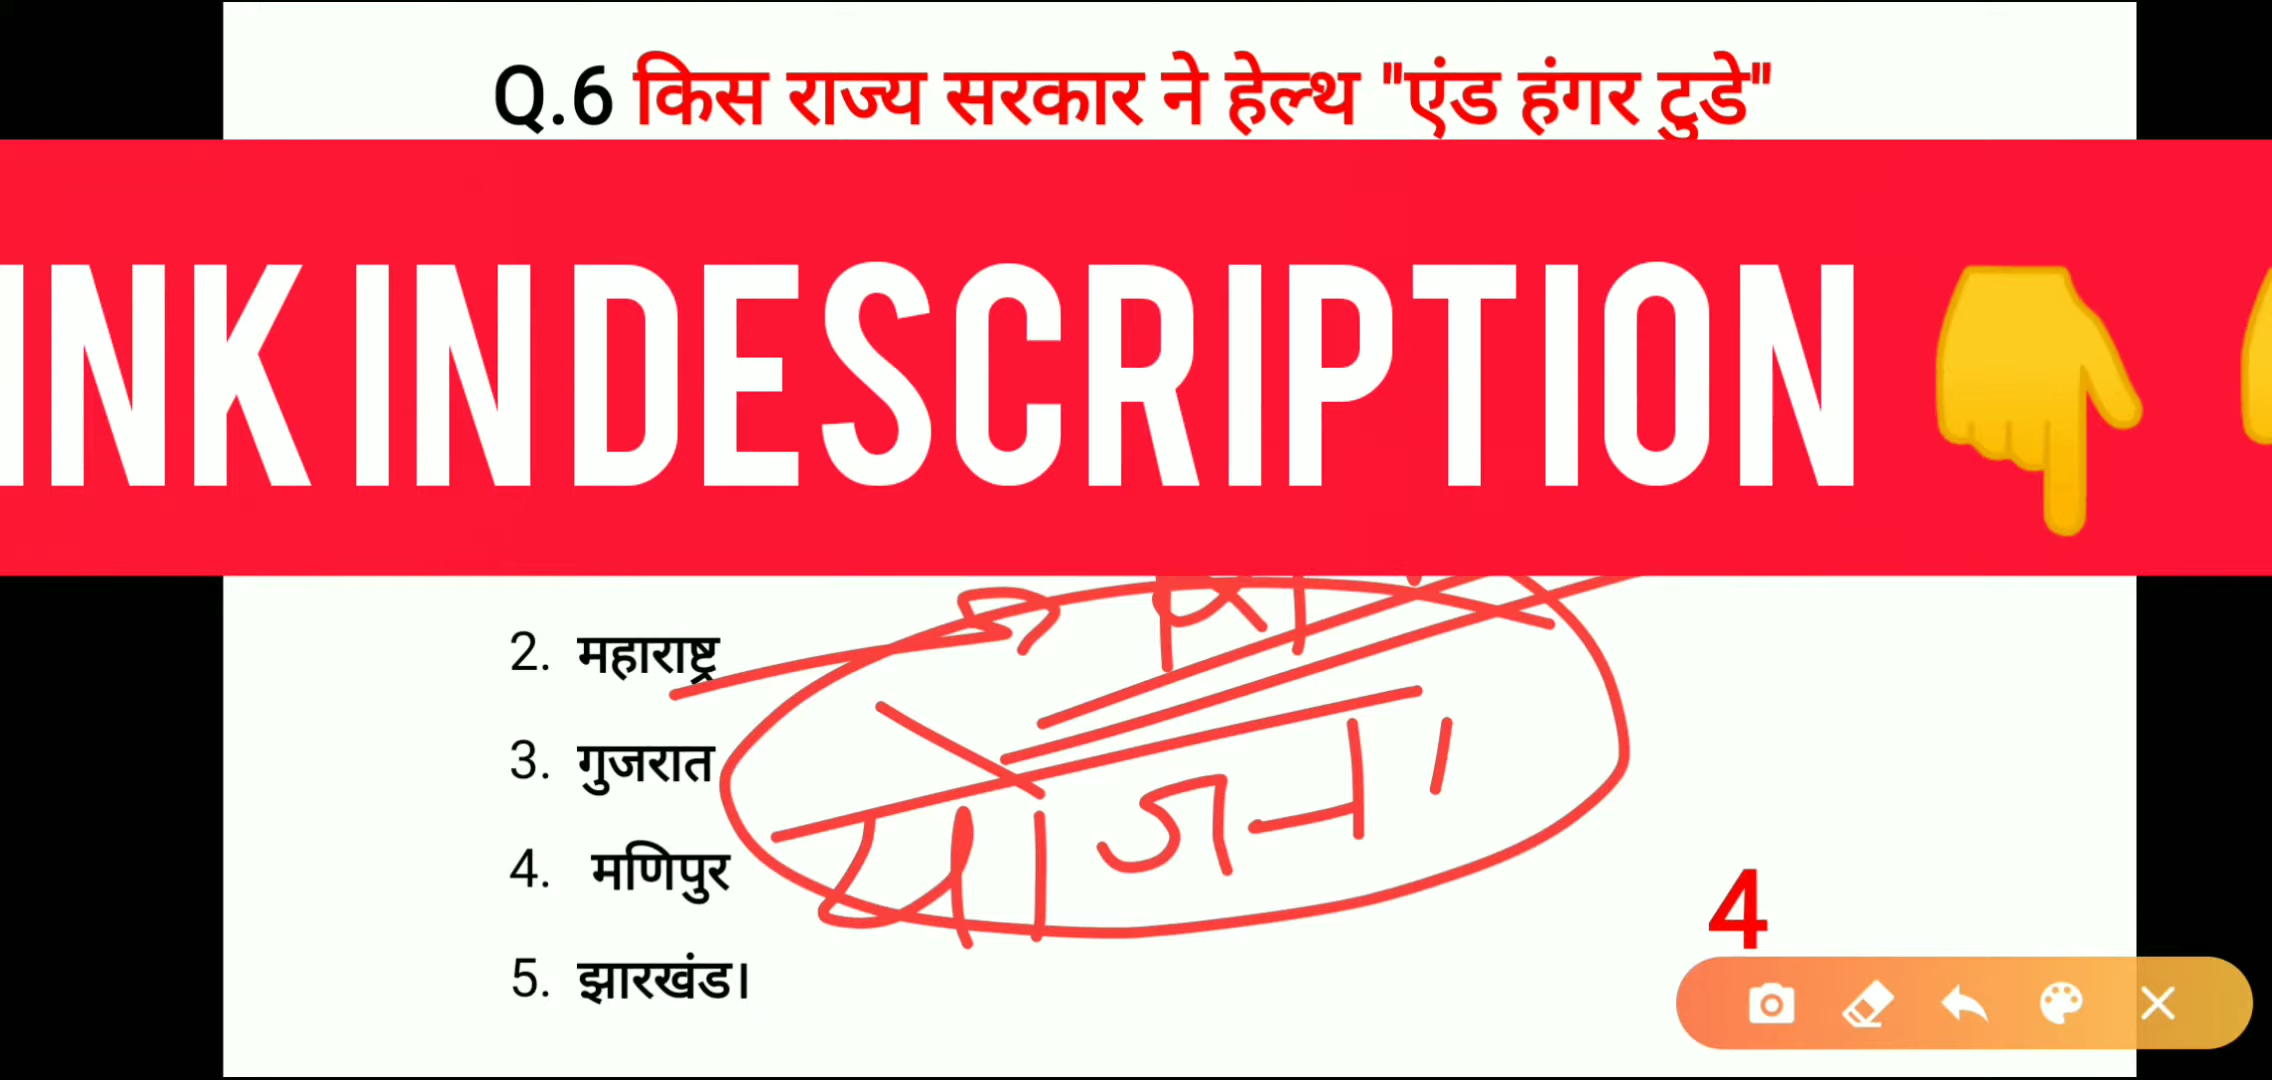 Q.6 किस राज्य सरकार ने हेल्थ "एंड हंगर टुडे"
INK IN DESCRIPTION
2. महाराष्ट्र
3. गुजरात
4. मणिपुर
5. झारखंड।
4